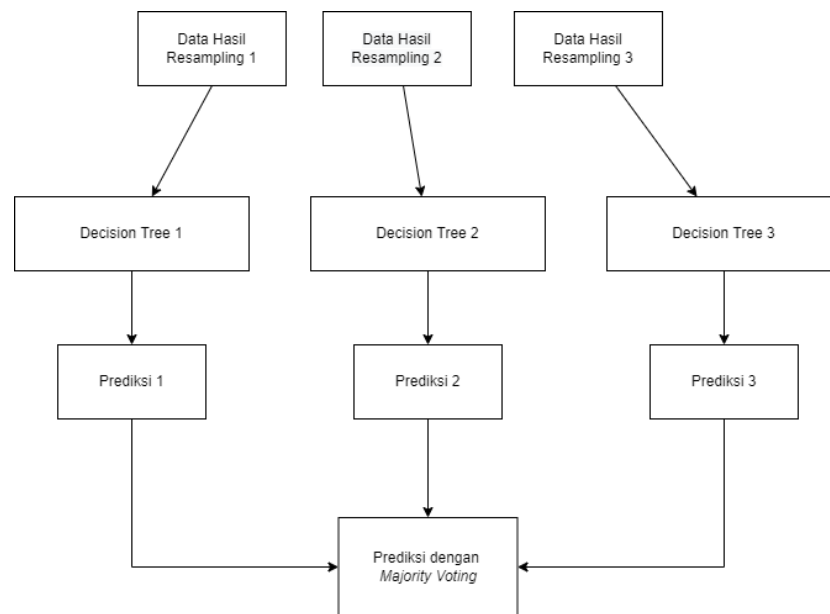 Data Hasil
Resampling 1
Data Hasil
Resampling 2
Data Hasil
Resampling 3
Decision Tree 1
Decision Tree 2
Decision Tree 3
Prediksi 1
Prediksi 2
Prediksi 3
Prediksi dengan
Majority Voting